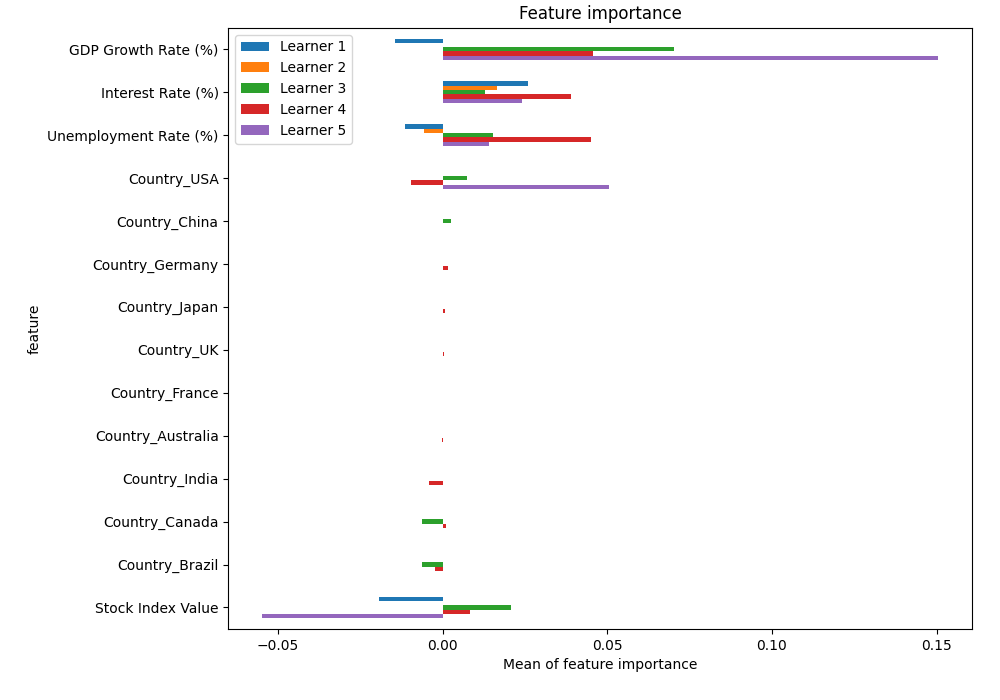 Feature importance
Learner 1
Learner 2
Learner 3
Learner 4
Learner 5
GDP Growth Rate (%)
Interest Rate (%)
Unemployment Rate (%)
Country_USA
Country_China
Country_Germany
Country_Japan
Country_UK
Country_France
Country_Australia
Country_India
Country_Canada
Country_Brazil
Stock Index Value
feature
−0.05 0.00 0.05 0.10 0.15
Mean of feature importance